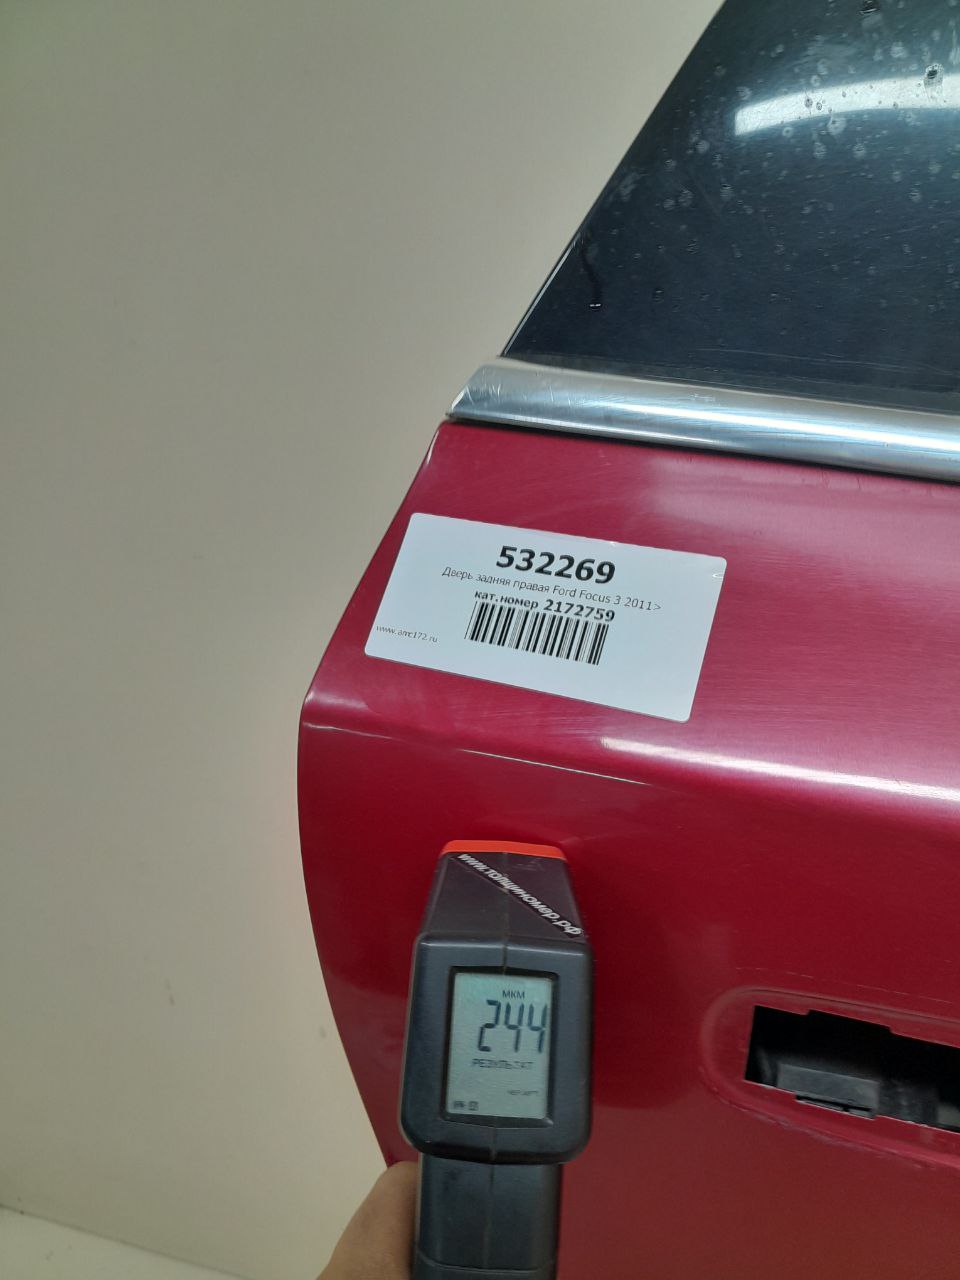 532269
Дверь задняя правая Ford Focus 3 2011>
кат.номер 2172759
www.amc172.ru
www.толщиномер.рф
МКМ
244
РЕЗУЛЬТАТ